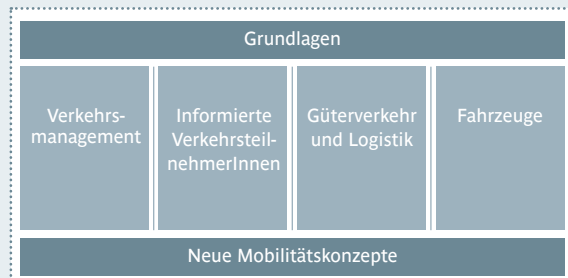 Grundlagen
Verkehrs-
management
Informierte
Verkehrsteil-
nehmerInnen
Güterverkehr
und Logistik
Fahrzeuge
Neue Mobilitätskonzepte